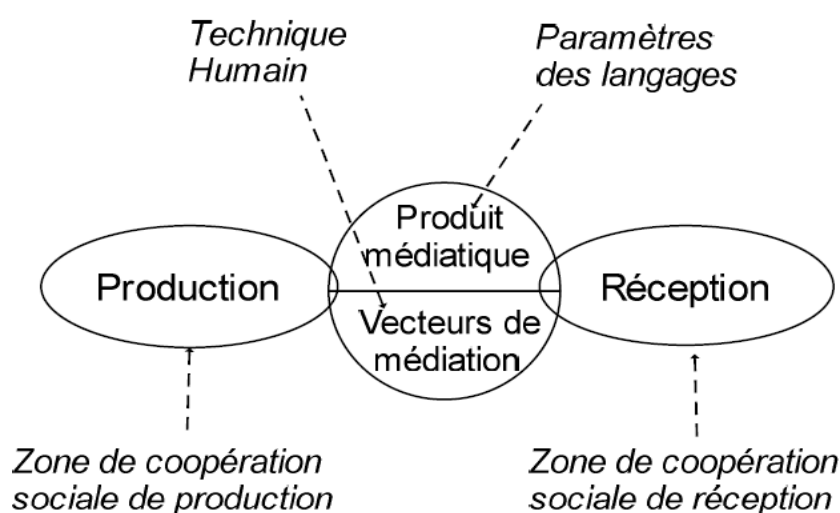 Technique
Humain
Paramètres
des langages
Produit
médiatique
Production
Réception
Vecteurs de
médiation
Zone de coopération
sociale de production
Zone de coopération
sociale de réception